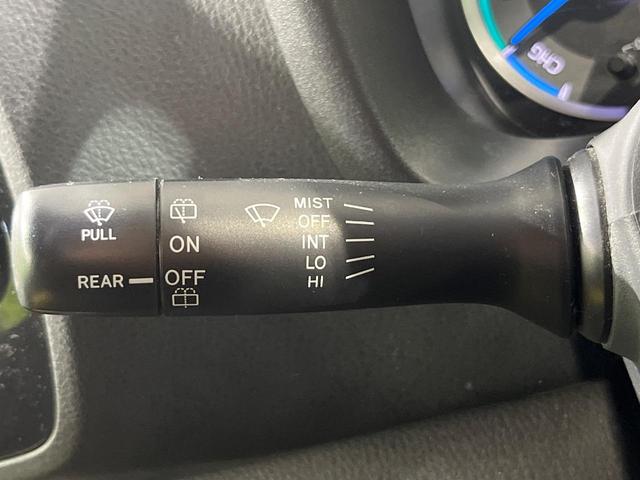 MIST
OFF
INT
LO
HI
PULL
REAR
ON
OFF
CHG